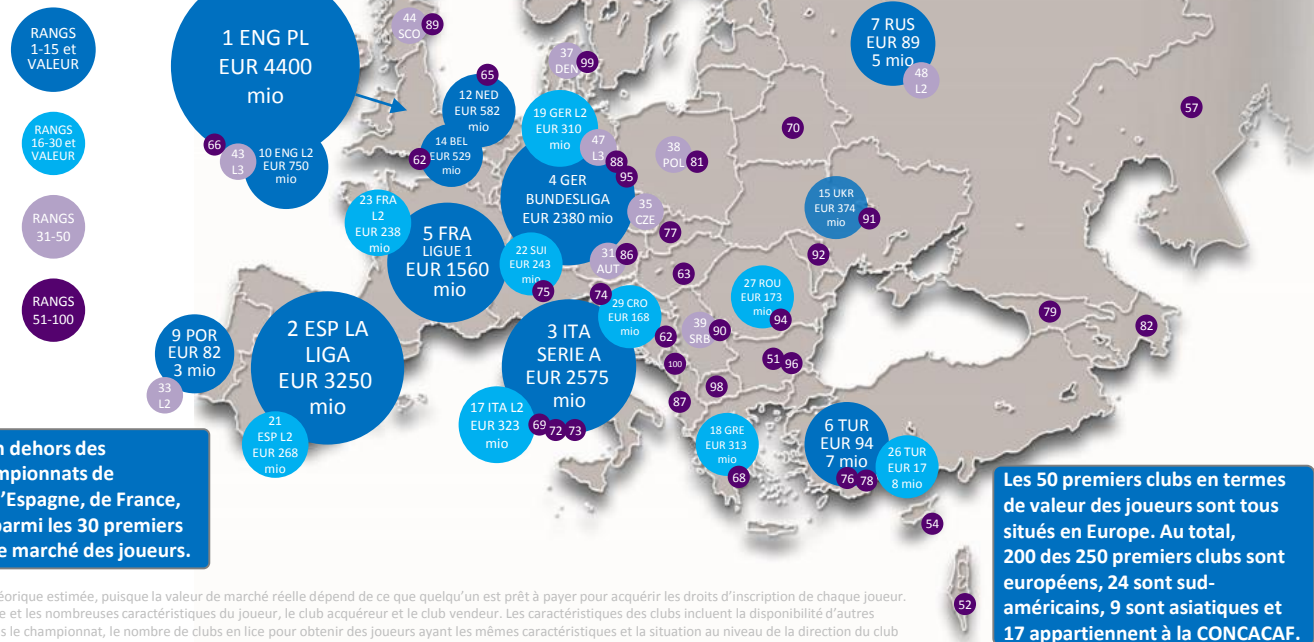 RANGS
1-15 et
VALEUR
RANGS
16-30 et
VALEUR
RANGS
31-50
RANGS
51-100
1 ENG PL
EUR 4400
mio
44
SCO
89
37
DEN
99
7 RUS
EUR 89
5 mio
48
L2
57
65
12 NED
EUR 582
mio
19 GER L2
EUR 310
mio
70
66
43
L3
10 ENG L2
EUR 750
mio
62
14 BEL
EUR 529
mio
47
L3
88
95
38
POL
81
4 GER
BUNDESLIGA
EUR 2380 mio
35
CZE
77
15 UKR
EUR 374
mio
91
92
23 FRA
L2
EUR 238
mio
5 FRA
LIGUE 1
EUR 1560
mio
22 SUI
EUR 243
mio
75
31
AUT
86
63
74
29 CRO
EUR 168
mio
27 ROU
EUR 173
mio
94
79
82
9 POR
EUR 82
3 mio
33
L2
2 ESP LA
LIGA
EUR 3250
mio
21
ESP L2
EUR 268
mio
3 ITA
SERIE A
EUR 2575
mio
62
39
SRB
90
100
51
96
98
87
17 ITA L2
EUR 323
mio
69
72
73
18 GRE
EUR 313
mio
68
6 TUR
EUR 94
7 mio
76
78
26 TUR
EUR 17
8 mio
54
52
n dehors des
mpionnats de
l'Espagne, de France,
parmi les 30 premiers
e marché des joueurs.
Les 50 premiers clubs en termes
de valeur des joueurs sont tous
situés en Europe. Au total,
200 des 250 premiers clubs sont
européens, 24 sont sud-
américains, 9 sont asiatiques et
17 appartiennent à la CONCACAF.
éorique estimée, puisque la valeur de marché réelle dépend de ce que quelqu'un est prêt à payer pour acquérir les droits d'inscription de chaque joueur.
e et les nombreuses caractéristiques du joueur, le club acquéreur et le club vendeur. Les caractéristiques des clubs incluent la disponibilité d'autres
s le championnat, le nombre de clubs en lice pour obtenir des joueurs ayant les mêmes caractéristiques et la situation au niveau de la direction du club